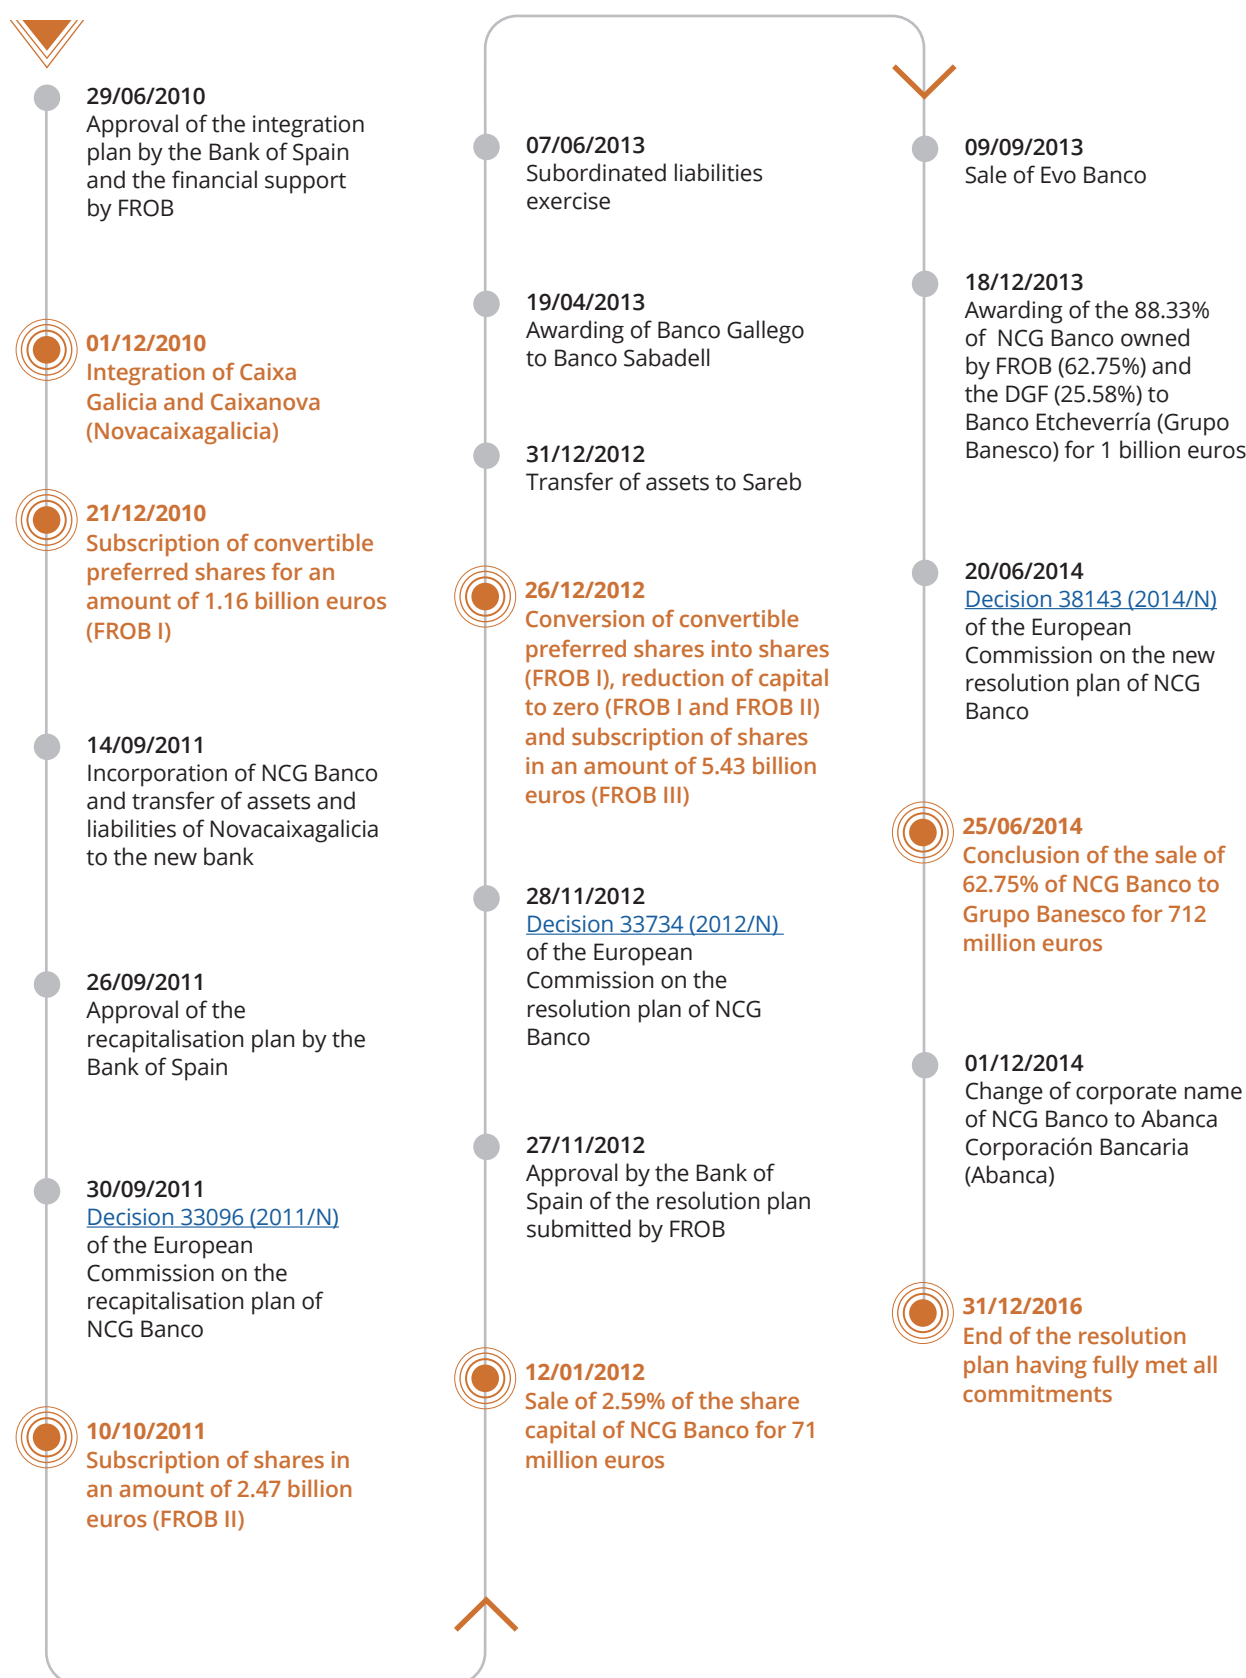 29/06/2010
Approval of the integration
plan by the Bank of Spain
and the financial support
by FROB
01/12/2010
Integration of Caixa
Galicia and Caixanova
(Novacaixagalicia)
21/12/2010
Subscription of convertible
preferred shares for an
amount of 1.16 billion euros
(FROB I)
14/09/2011
Incorporation of NCG Banco
and transfer of assets and
liabilities of Novacaixagalicia
to the new bank
26/09/2011
Approval of the
recapitalisation plan by the
Bank of Spain
30/09/2011
Decision 33096 (2011/N)
of the European
Commission on the
recapitalisation plan of
NCG Banco
10/10/2011
Subscription of shares in
an amount of 2.47 billion
euros (FROB II)
07/06/2013
Subordinated liabilities
exercise
19/04/2013
Awarding of Banco Gallego
to Banco Sabadell
31/12/2012
Transfer of assets to Sareb
26/12/2012
Conversion of convertible
preferred shares into shares
(FROB I), reduction of capital
to zero (FROB I and FROB II)
and subscription of shares
in an amount of 5.43 billion
euros (FROB III)
28/11/2012
Decision 33734 (2012/N)
of the European
Commission on the
resolution plan of NCG
Banco
27/11/2012
Approval by the Bank of
Spain of the resolution plan
submitted by FROB
12/01/2012
Sale of 2.59% of the share
capital of NCG Banco for 71
million euros
09/09/2013
Sale of Evo Banco
18/12/2013
Awarding of the 88.33%
of NCG Banco owned
by FROB (62.75%) and
the DGF (25.58%) to
Banco Etcheverría (Grupo
Banesco) for 1 billion euros
20/06/2014
Decision 38143 (2014/N)
of the European
Commission on the new
resolution plan of NCG
Banco
25/06/2014
Conclusion of the sale of
62.75% of NCG Banco to
Grupo Banesco for 712
million euros
01/12/2014
Change of corporate name
of NCG Banco to Abanca
Corporación Bancaria
(Abanca)
31/12/2016
End of the resolution
plan having fully met all
commitments